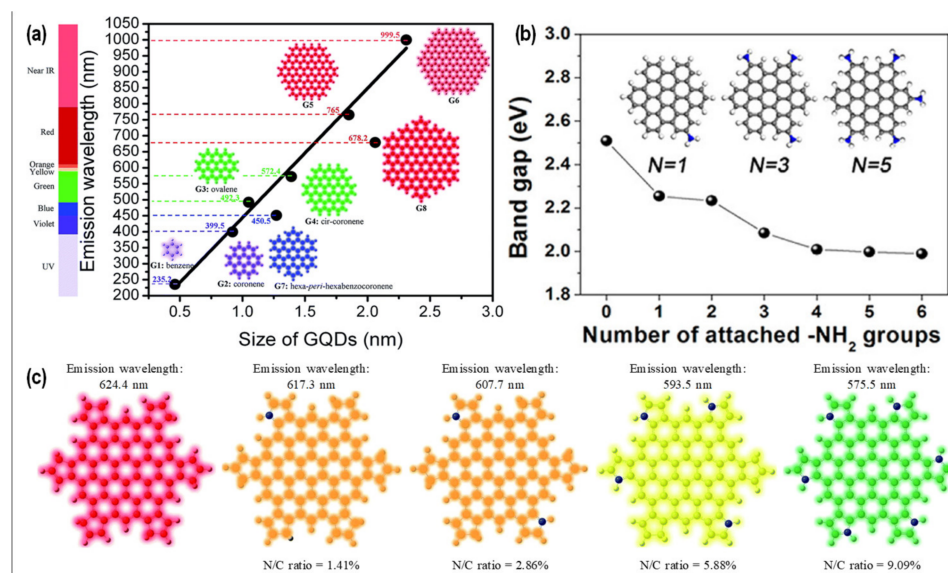 (a)
Emission wavelength (nm)
1050
1000
950
900
850
800
750
700
650
600
550
500
450
400
350
300
250
200
Near IR
Red
Orange
Yellow
Green
Blue
Violet
UV
999.5
765
678.2
572.4
492.3
450.5
399.5
235.2
G5
G6
G3: ovalene
G8
G4: cir-coronene
G1: benzene
G2: coronene
G7: hexa-peri-hexabenzocoronene
0.5 1.0 1.5 2.0 2.5 3.0
Size of GQDs (nm)
(b)
Band gap (eV)
3.0
2.8
2.6
2.4
2.2
2.0
1.8
N=1 N=3 N=5
0 1 2 3 4 5 6
Number of attached -NH2 groups
(c)
Emission wavelength:
624.4 nm
Emission wavelength:
617.3 nm
Emission wavelength:
607.7 nm
Emission wavelength:
593.5 nm
Emission wavelength:
575.5 nm
N/C ratio = 1.41%
N/C ratio = 2.86%
N/C ratio = 5.88%
N/C ratio = 9.09%